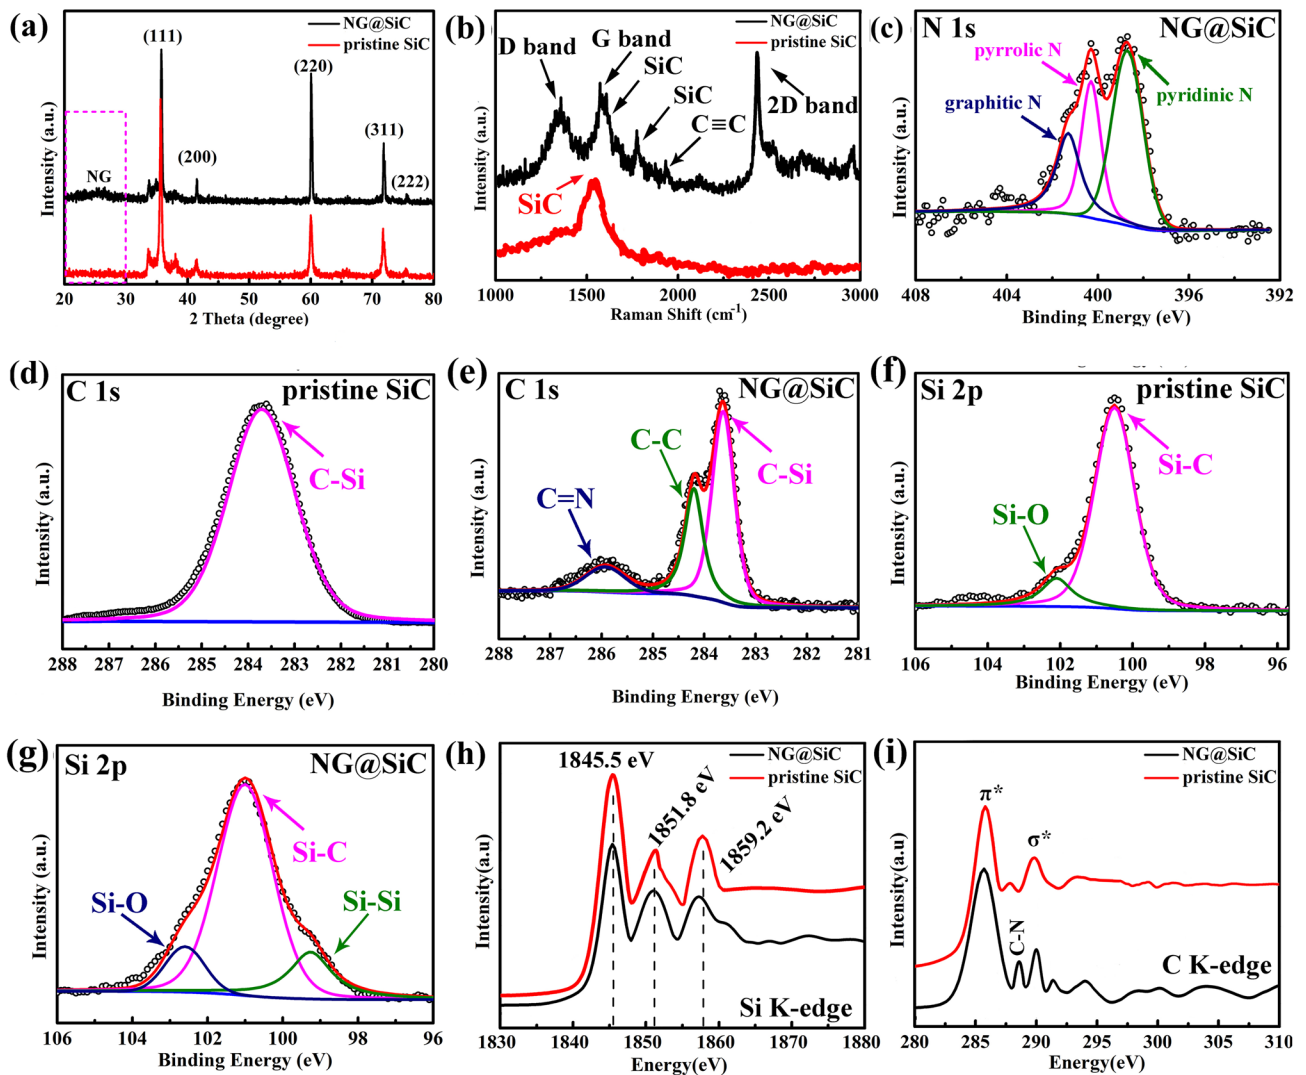 (a)
NG@SiC
pristine SiC
(111)
(220)
(311)
(200)
(222)
NG
Intensity (a.u.)
20 30 40 50 60 70 80
2 Theta (degree)
(b)
NG@SiC
pristine SiC
D band
G band
SiC
SiC
C≡C
2D band
SiC
Intensity (a.u.)
1000 1500 2000 2500 3000
Raman Shift (cm-1)
(c)
N 1s
NG@SiC
pyrrolic N
graphitic N
pyridinic N
Intensity (a.u.)
408 404 400 396 392
Binding Energy (eV)
(d)
C 1s
pristine SiC
C-Si
Intensity (a.u.)
288 287 286 285 284 283 282 281 280
Binding Energy (eV)
(e)
C 1s
NG@SiC
C-C
C-Si
C=N
Intensity (a.u.)
288 287 286 285 284 283 282 281
Binding Energy (eV)
(f)
Si 2p
pristine SiC
Si-C
Si-O
Intensity (a.u.)
106 104 102 100 98 96
Binding Energy (eV)
(g)
Si 2p
NG@SiC
Si-C
Si-O
Si-Si
Intensity (a.u)
106 104 102 100 98 96
Binding Energy (eV)
(h)
NG@SiC
pristine SiC
1845.5 eV
1851.8 eV
1859.2 eV
Si K-edge
Intensity(a.u)
1830 1840 1850 1860 1870 1880
Energy(eV)
(i)
NG@SiC
pristine SiC
π*
σ*
C-N
C K-edge
Intensity(a.u)
280 285 290 295 300 305 310
Energy(eV)